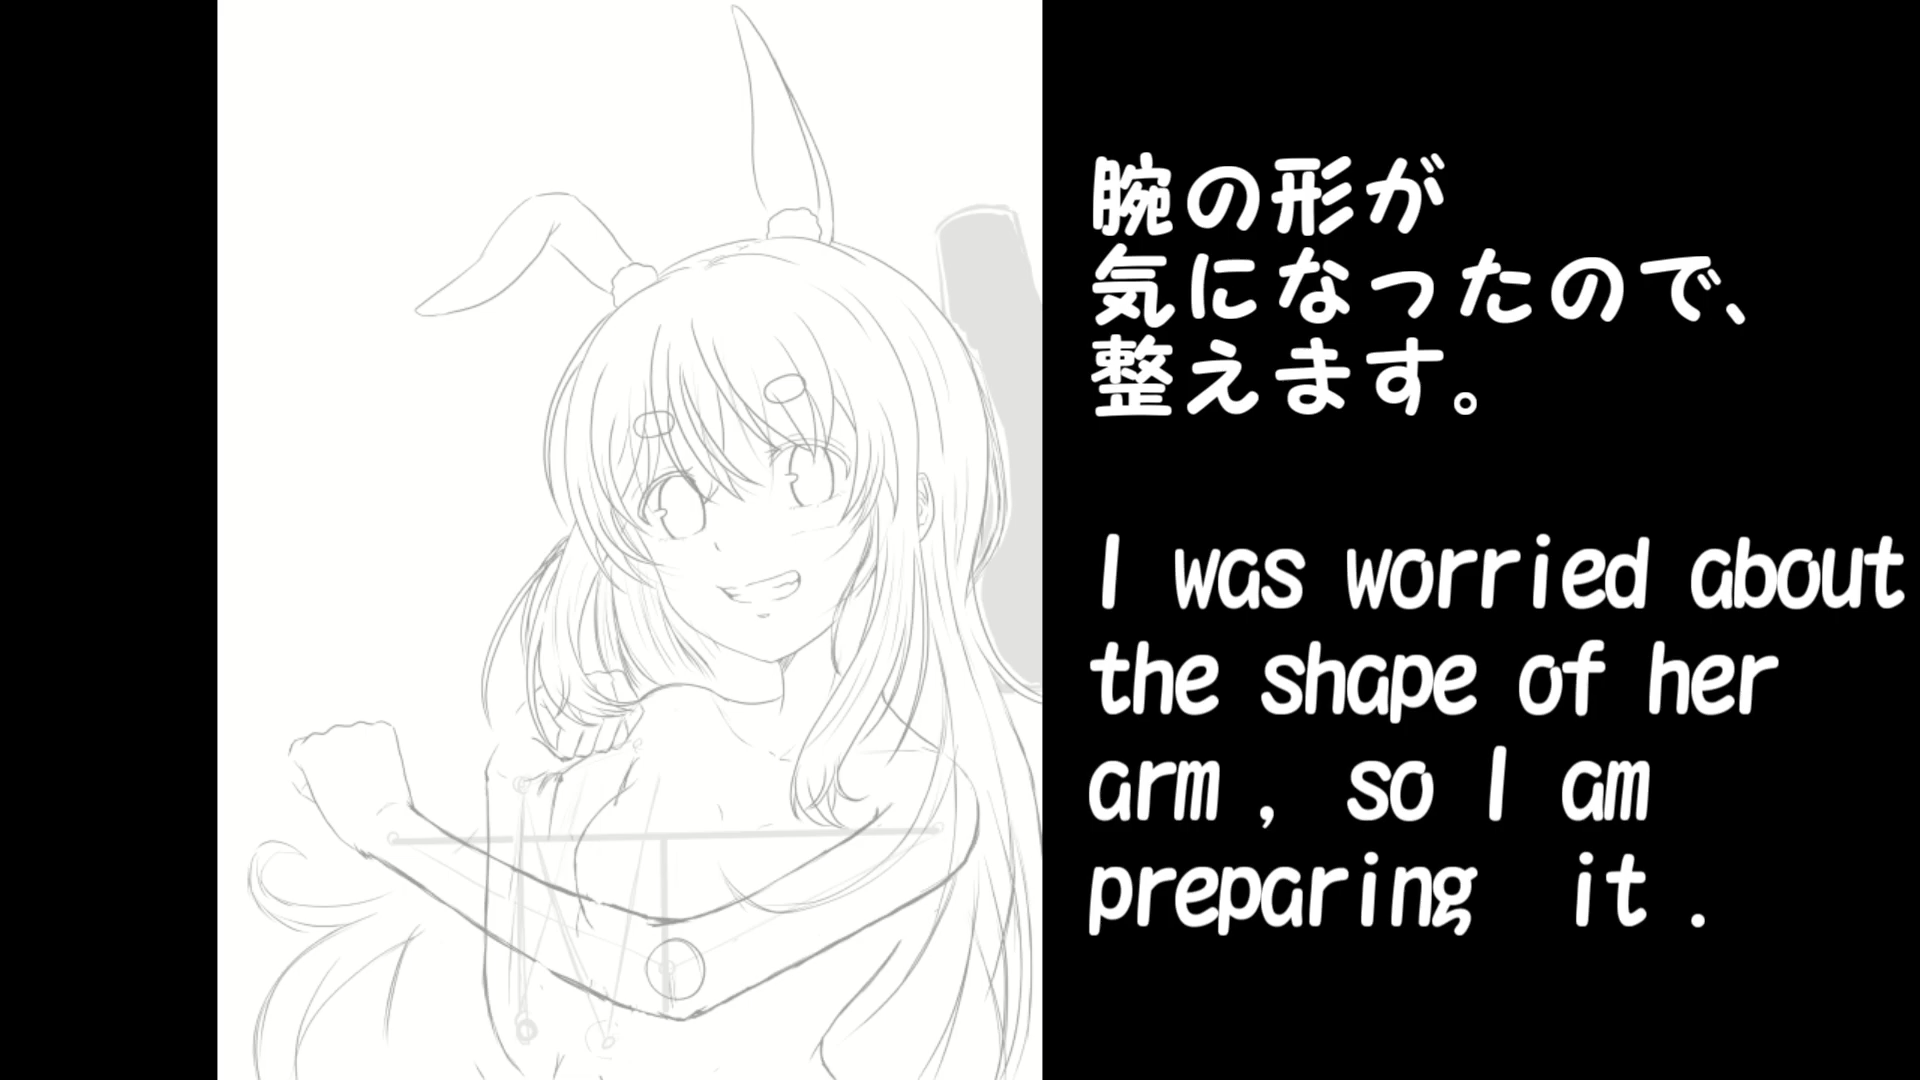 腕の形が
気になったので、
整えます。
I was worried about
the shape of her
arm , so I am
preparing it .